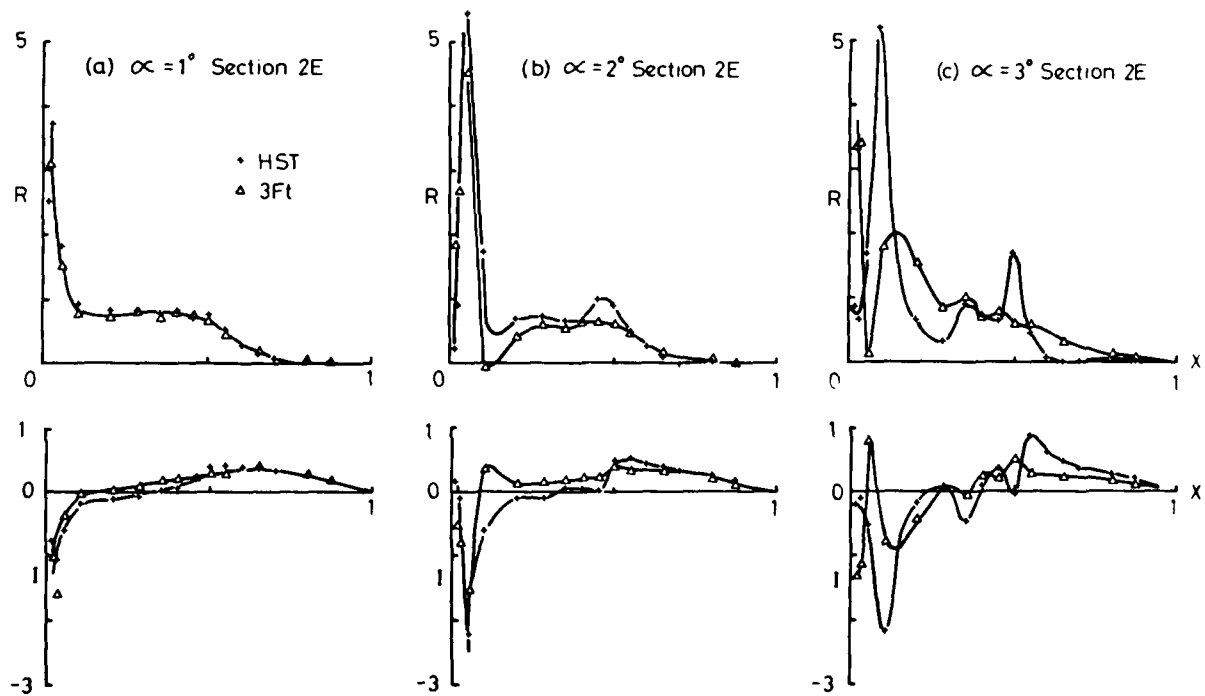 5
(a) ∝ = 1° Section 2E
+ HST
△ 3Ft
R
0
1
5
(b) ∝ = 2° Section 2E
R
0
1
5
(c) ∝ = 3° Section 2E
R
0
1
X
1
0
1
I
-3
1
0
1
I
-3
1
0
1
X
I
-3